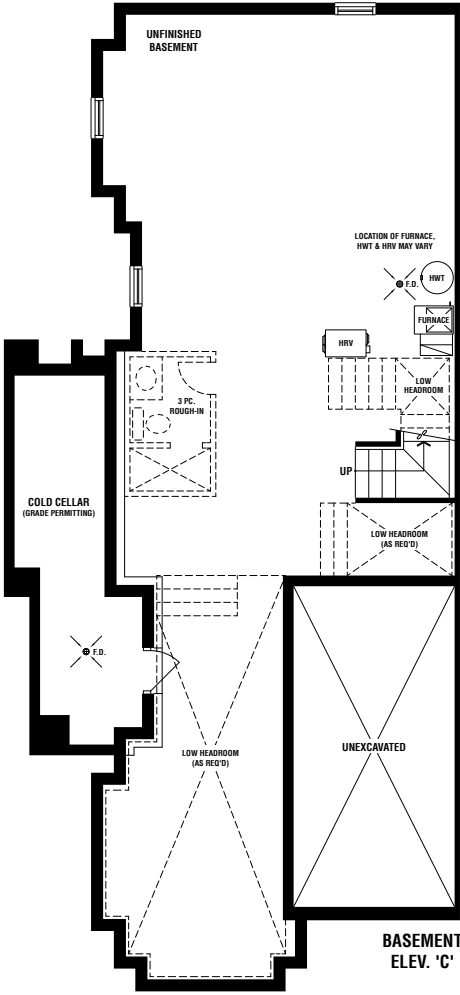 UNFINISHED
BASEMENT
LOCATION OF FURNACE,
HWT & HRV MAY VARY
F.D.
HWT
FURNACE
HRV
LOW
HEADROOM
3 PC.
ROUGH-IN
UP
COLD CELLAR
(GRADE PERMITTING)
LOW HEADROOM
(AS REQ'D)
F.D.
LOW HEADROOM
(AS REQ'D)
UNEXCAVATED
BASEMENT
ELEV. 'C'